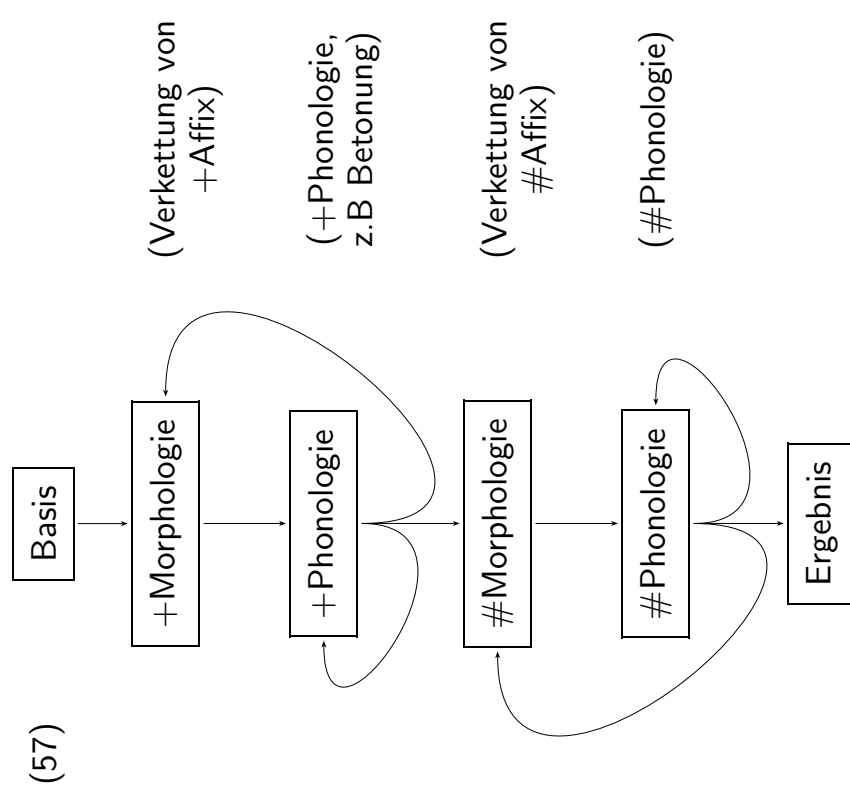 (57)
Basis
+Morphologie
(Verkettung von
+Affix)
+Phonologie
(+Phonologie,
z.B Betonung)
#Morphologie
(Verkettung von
#Affix)
#Phonologie
(#Phonologie)
Ergebnis